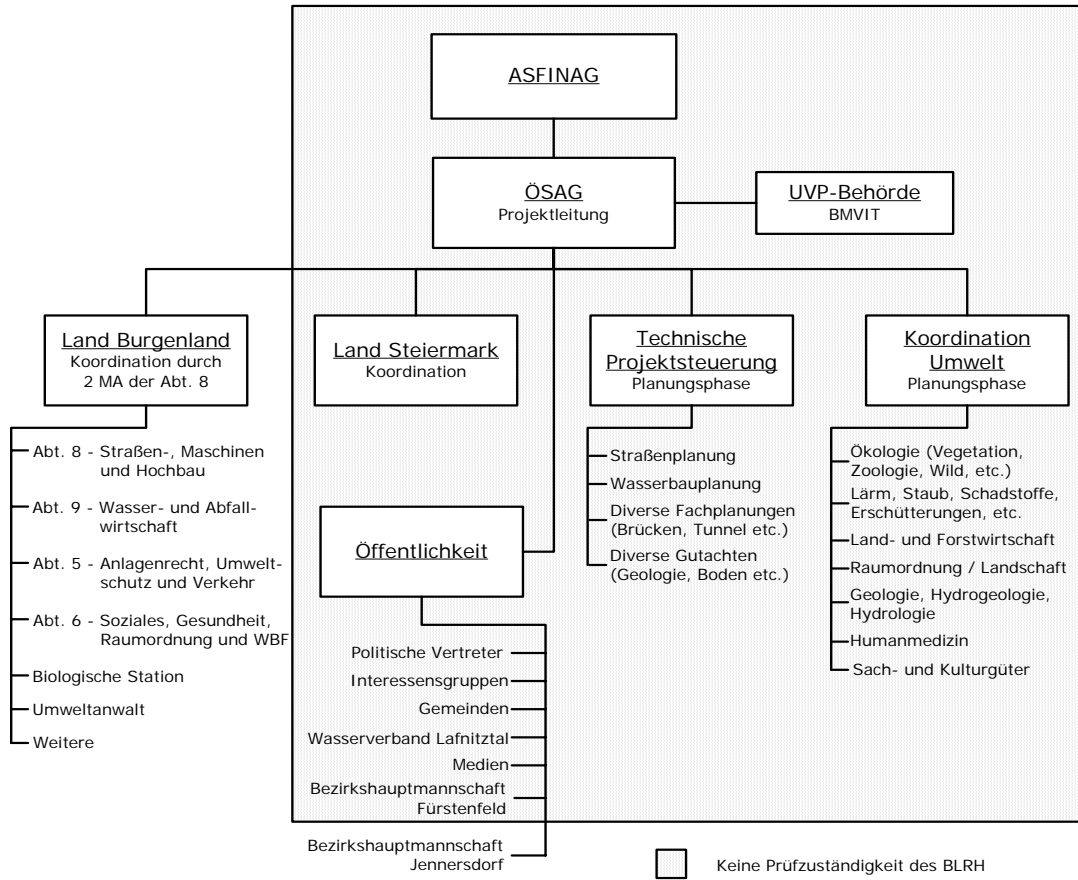 ASFINAG
ÖSAG
Projektleitung
UVP-Behörde
BMVIT
Land Burgenland
Koordination durch
2 MA der Abt. 8
Land Steiermark
Koordination
Technische
Projektsteuerung
Planungsphase
Koordination
Umwelt
Planungsphase
Abt. 8 - Straßen-, Maschinen
und Hochbau
Abt. 9 - Wasser- und Abfall-
wirtschaft
Abt. 5 - Anlagenrecht, Umwelt-
schutz und Verkehr
Abt. 6 - Soziales, Gesundheit,
Raumordnung und WBF
Biologische Station
Umweltanwalt
Weitere
Öffentlichkeit
Politische Vertreter
Interessensgruppen
Gemeinden
Wasserverband Lafnitztal
Medien
Bezirkshauptmannschaft
Fürstenfeld
Bezirkshauptmannschaft
Jennersdorf
Straßenplanung
Wasserbauplanung
Diverse Fachplanungen
(Brücken, Tunnel etc.)
Diverse Gutachten
(Geologie, Boden etc.)
Ökologie (Vegetation,
Zoologie, Wild, etc.)
Lärm, Staub, Schadstoffe,
Erschütterungen, etc.
Land- und Forstwirtschaft
Raumordnung / Landschaft
Geologie, Hydrogeologie,
Hydrologie
Humanmedizin
Sach- und Kulturgüter
Keine Prüfzuständigkeit des BLRH